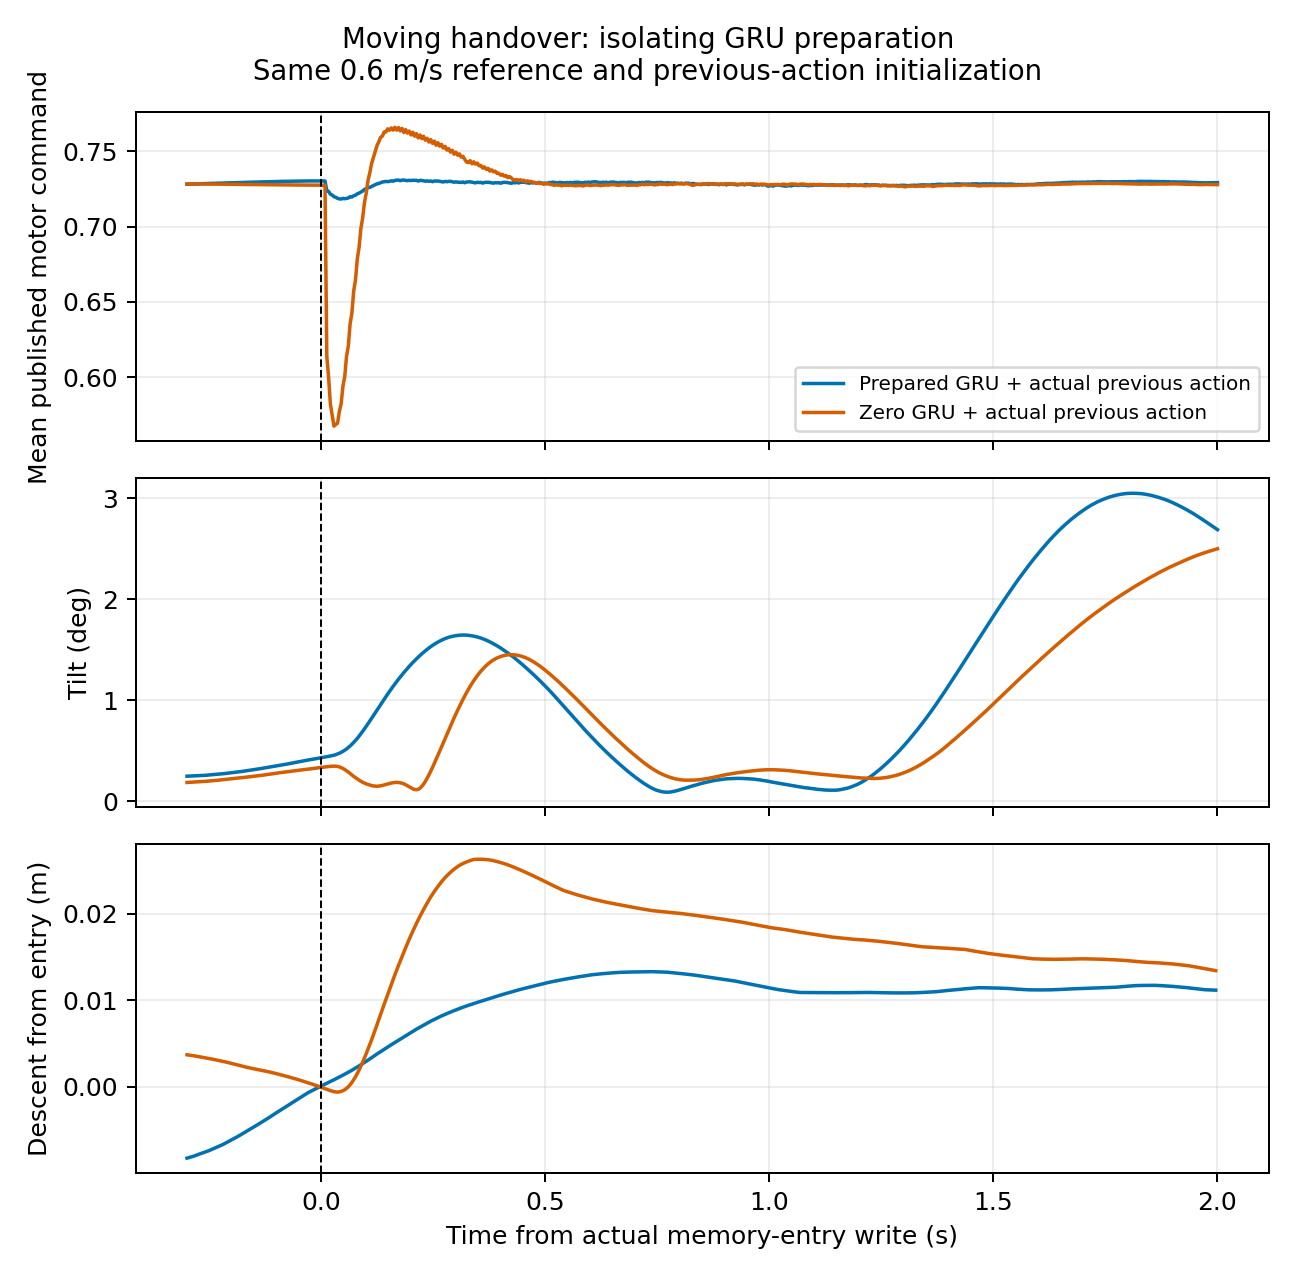 Moving handover: isolating GRU preparation
Same 0.6 m/s reference and previous-action initialization
Mean published motor command
0.75
0.70
0.65
0.60
Prepared GRU + actual previous action
Zero GRU + actual previous action
Tilt (deg)
3
2
1
0
Descent from entry (m)
0.02
0.01
0.00
0.0 0.5 1.0 1.5 2.0
Time from actual memory-entry write (s)